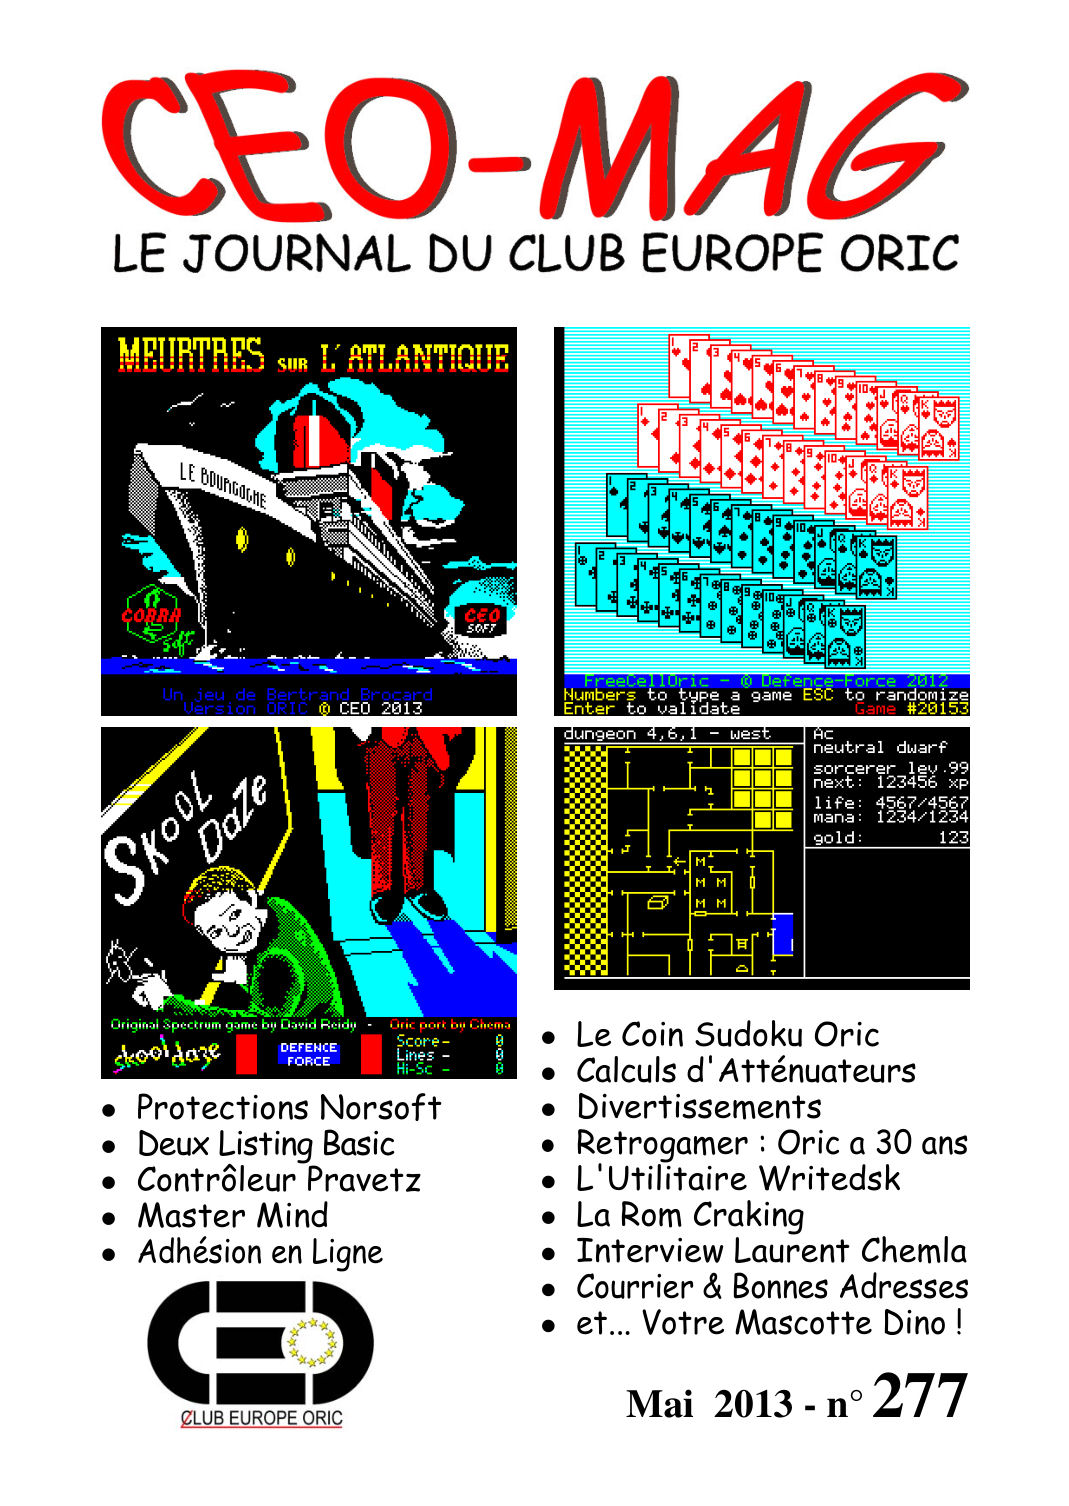 CEO-MAG
LE JOURNAL DU CLUB EUROPE ORIC
MEURTRES SUR L'ATLANTIQUE
LE BOURGOGNE
COBRA
Soft
CEO
SOFT
Un jeu de Bertrand Brocard
Version ORIC © CEO 2013
FreeCellOric - © Defence-Force 2012
Numbers to type a game ESC to randomize
Enter to validate Game #20153
SKOOL
DAZE
Original Spectrum game by David Reidy - Oric port by Chema
skool daze
DEFENCE
FORCE
Score- 0
Lines - 0
Hi-Sc - 0
dungeon 4,6,1 - west
Ac
neutral dwarf
sorcerer lev.99
next: 123456 xp
life: 4567/4567
mana: 1234/1234
gold: 123
M
M M
M M
• Protections Norsoft
• Deux Listing Basic
• Contrôleur Pravetz
• Master Mind
• Adhésion en Ligne
• Le Coin Sudoku Oric
• Calculs d'Atténuateurs
• Divertissements
• Retrogamer : Oric a 30 ans
• L'Utilitaire Writedsk
• La Rom Craking
• Interview Laurent Chemla
• Courrier & Bonnes Adresses
• et... Votre Mascotte Dino !
CEO
CLUB EUROPE ORIC
Mai 2013 - n° 277